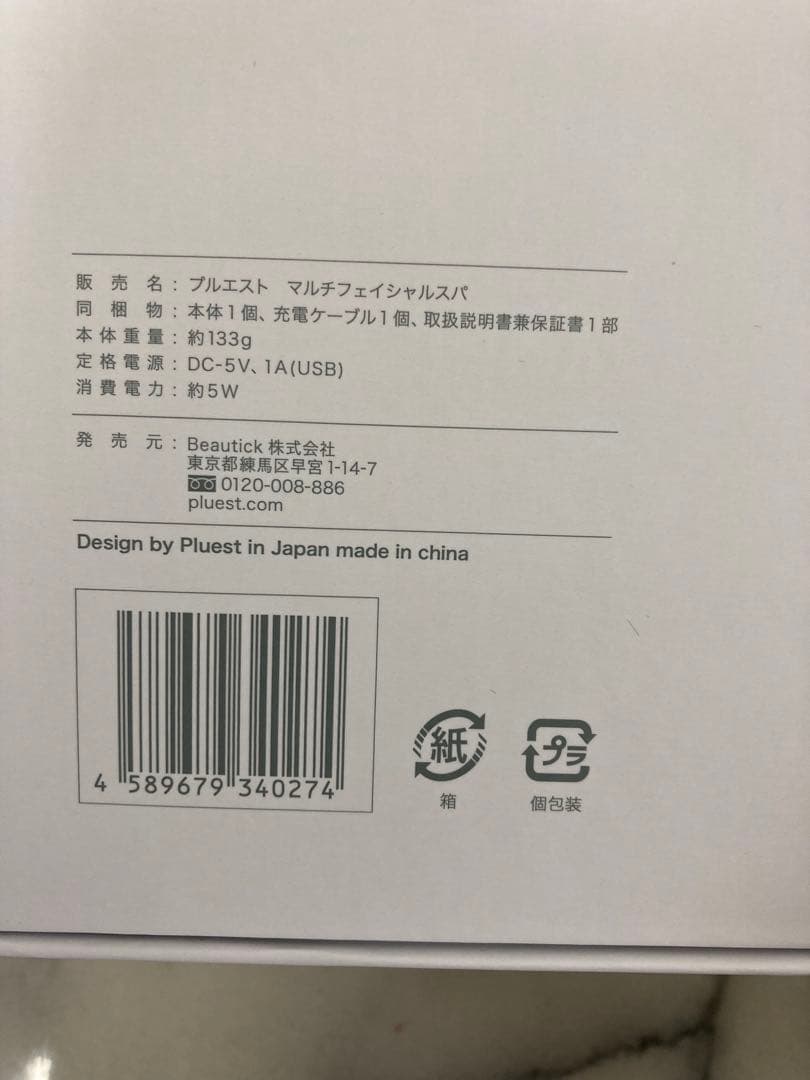 販売名：プルエスト　マルチフェイシャルスパ
同梱物：本体1個、充電ケーブル1個、取扱説明書兼保証書1部
本体重量：約133g
定格電源：DC-5V、1A(USB)
消費電力：約5W
発売元：Beautick 株式会社
東京都練馬区早宮1-14-7
0120-008-886
pluest.com
Design by Pluest in Japan made in china
4 589679 340274
紙
箱
プラ
個包装